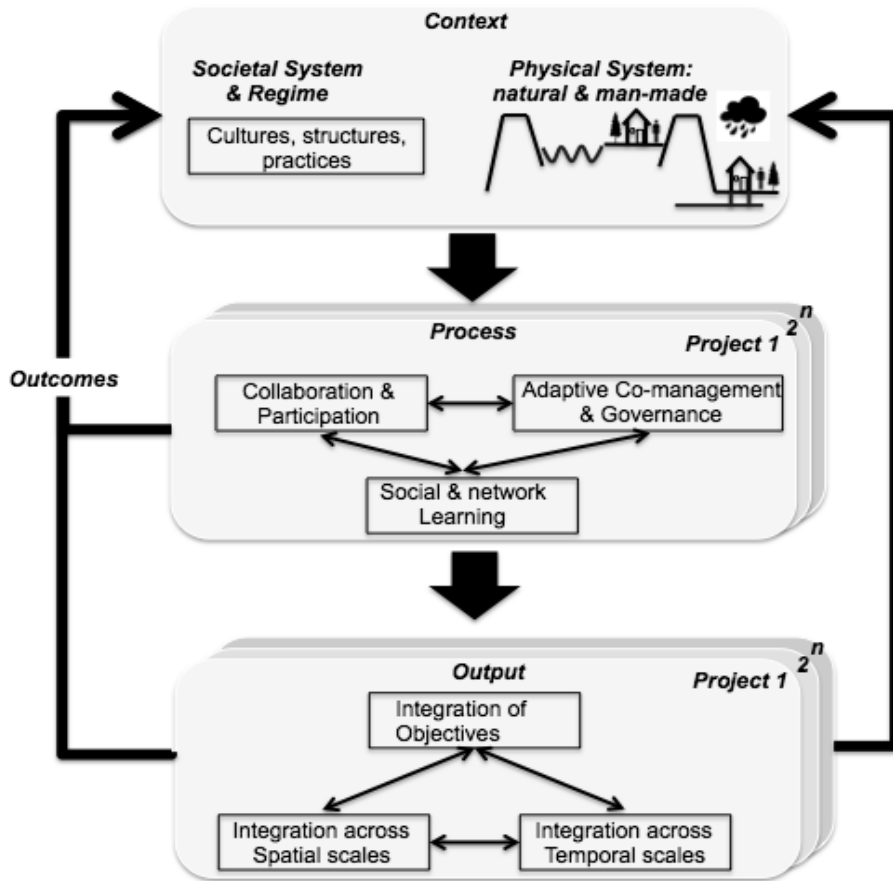 Context
Societal System
& Regime
Cultures, structures,
practices
Physical System:
natural & man-made
Process
Project 1
2
n
Collaboration &
Participation
Adaptive Co-management
& Governance
Social & network
Learning
Outcomes
Output
Project 1
2
n
Integration of
Objectives
Integration across
Spatial scales
Integration across
Temporal scales